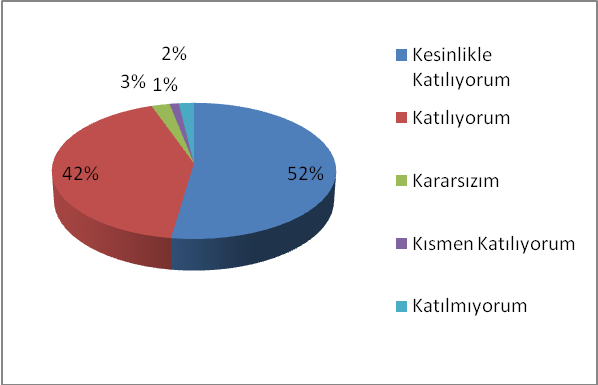 2%
3%
1%
42%
52%
Kesinlikle
Katılıyorum
Katılıyorum
Kararsızım
Kısmen Katılıyorum
Katılmıyorum